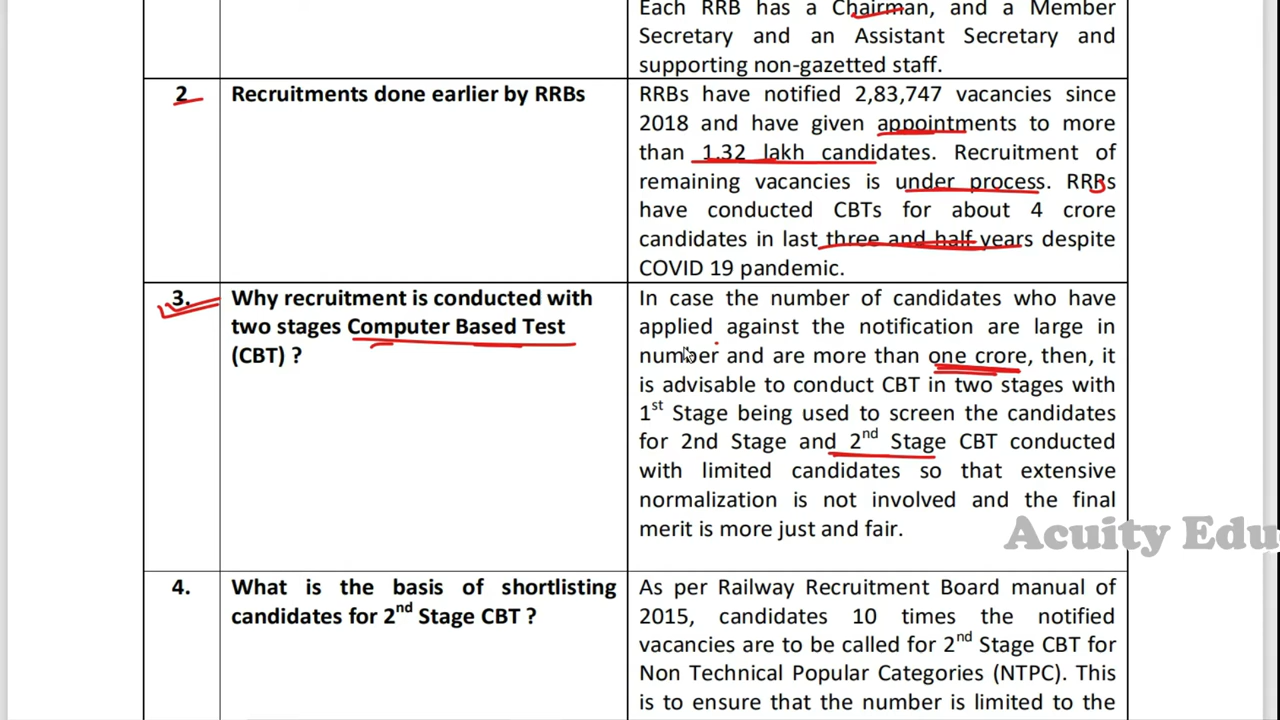 Each RRB has a Chairman, and a Member
Secretary and an Assistant Secretary and
supporting non-gazetted staff.
2 Recruitments done earlier by RRBs
RRBs have notified 2,83,747 vacancies since
2018 and have given appointments to more
than 1.32 lakh candidates. Recruitment of
remaining vacancies is under process. RRBs
have conducted CBTs for about 4 crore
candidates in last three and half years despite
COVID 19 pandemic.
3. Why recruitment is conducted with
two stages Computer Based Test
(CBT) ?
In case the number of candidates who have
applied against the notification are large in
number and are more than one crore, then, it
is advisable to conduct CBT in two stages with
1st Stage being used to screen the candidates
for 2nd Stage and 2nd Stage CBT conducted
with limited candidates so that extensive
normalization is not involved and the final
merit is more just and fair.
Acuity Edu
4. What is the basis of shortlisting
candidates for 2nd Stage CBT ?
As per Railway Recruitment Board manual of
2015, candidates 10 times the notified
vacancies are to be called for 2nd Stage CBT for
Non Technical Popular Categories (NTPC). This
is to ensure that the number is limited to the